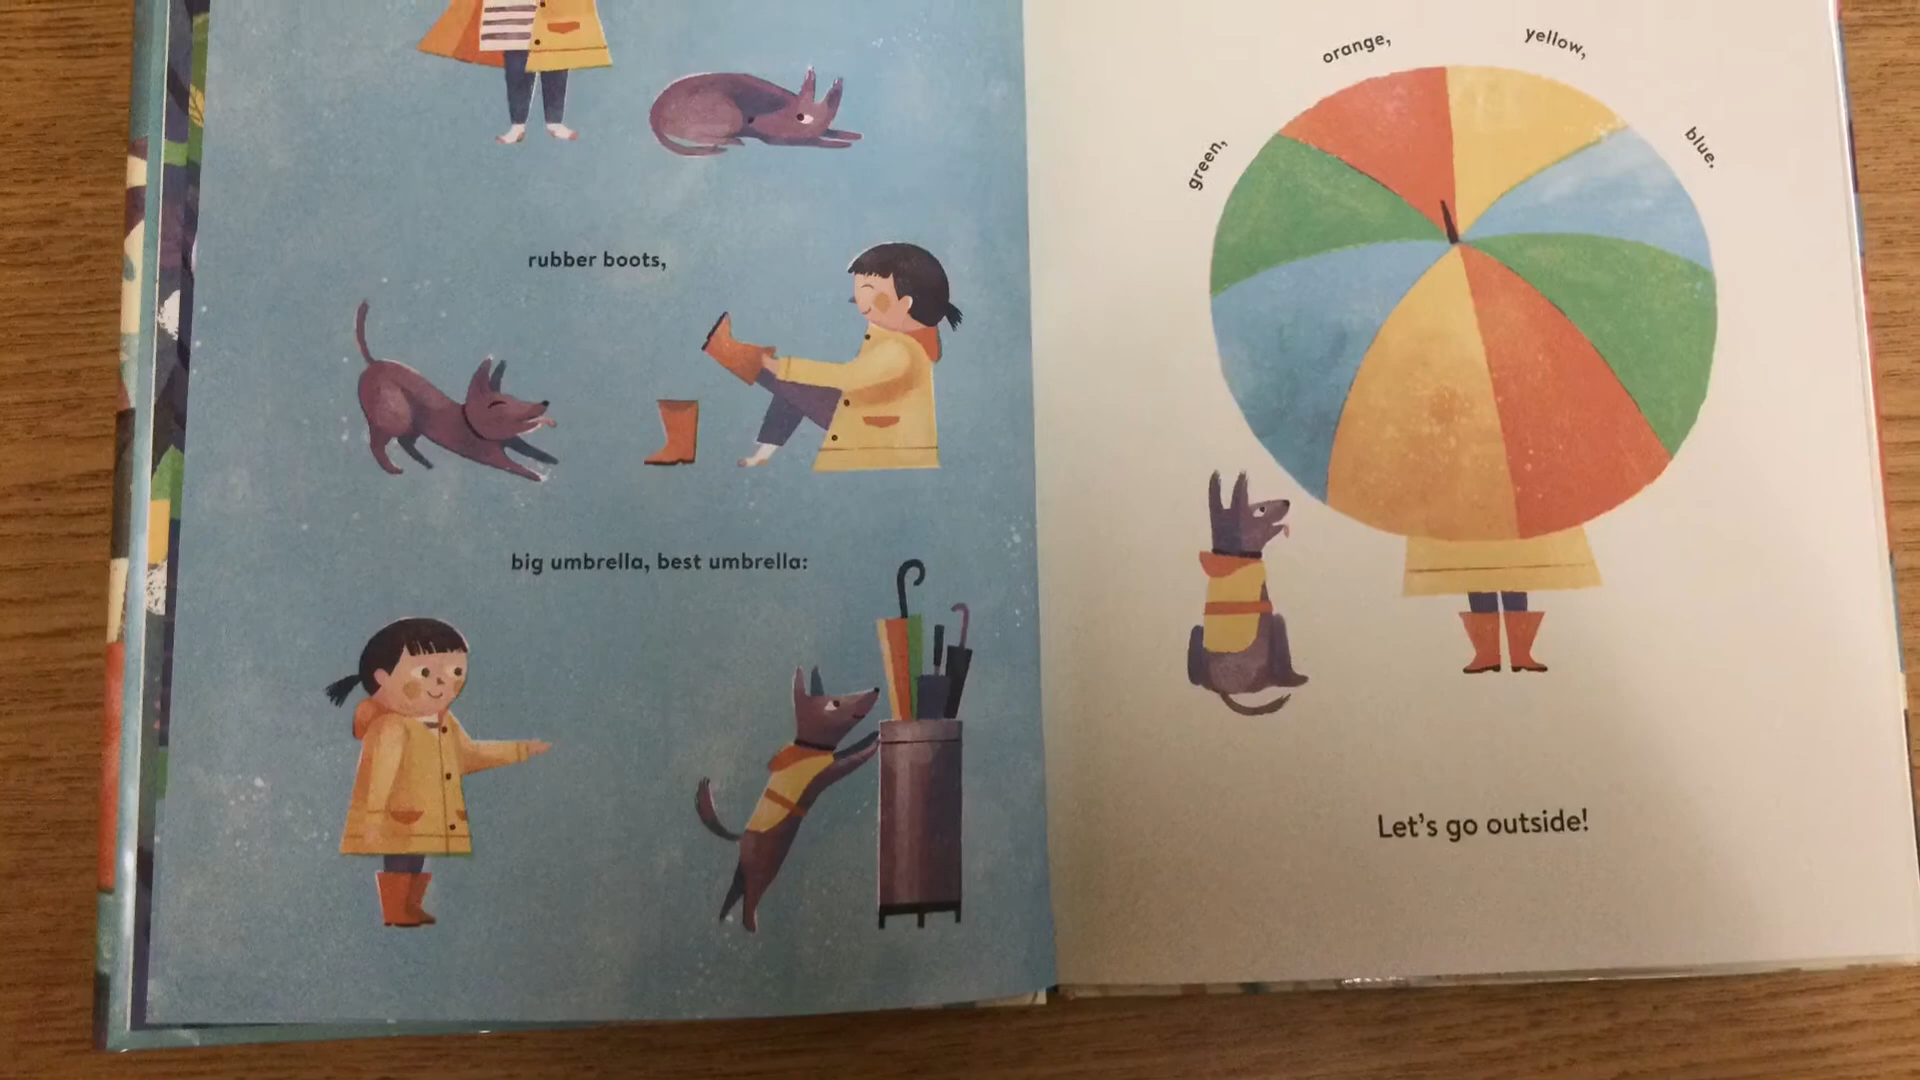 rubber boots,
big umbrella, best umbrella:
green,
orange,
yellow,
blue.
Let's go outside!